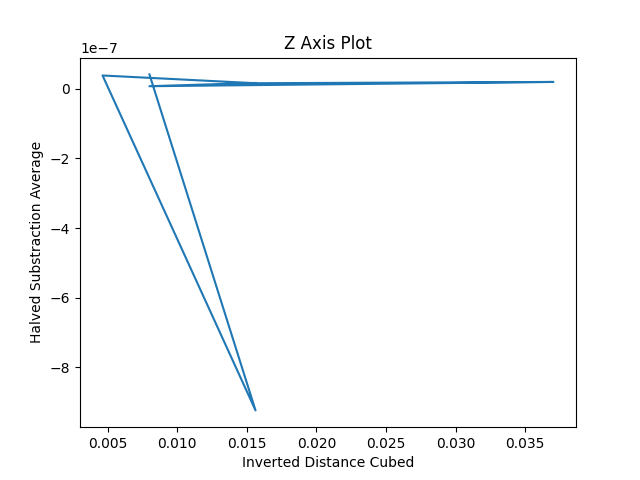 Z Axis Plot
1e−7
0
−2
−4
−6
−8
Halved Substraction Average
0.005 0.010 0.015 0.020 0.025 0.030 0.035
Inverted Distance Cubed